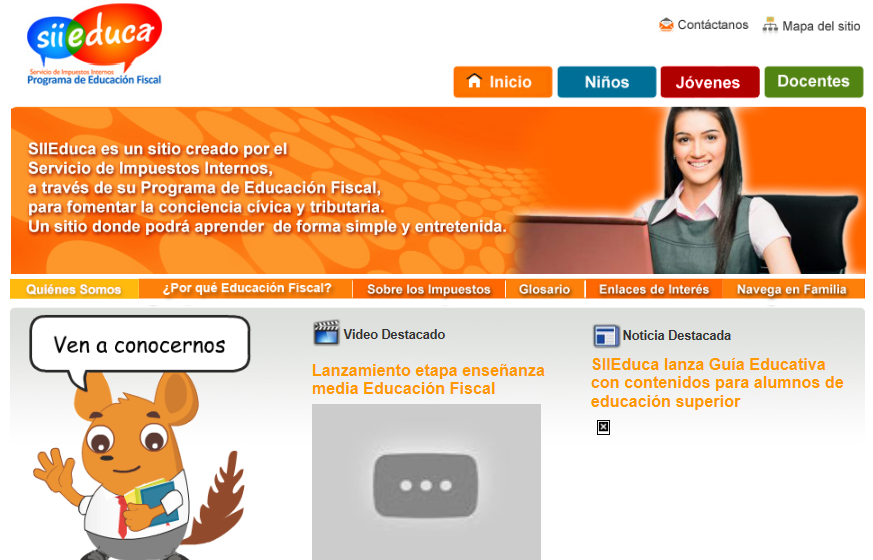 siieduca
Servicio de Impuestos Internos
Programa de Educación Fiscal
Contáctanos
Mapa del sitio
Inicio
Niños
Jóvenes
Docentes
SIIEduca es un sitio creado por el
Servicio de Impuestos Internos,
a través de su Programa de Educación Fiscal,
para fomentar la conciencia cívica y tributaria.
Un sitio donde podrá aprender de forma simple y entretenida.
Quiénes Somos
¿Por qué Educación Fiscal?
Sobre los Impuestos
Glosario
Enlaces de Interés
Navega en Familia
Ven a conocernos
Video Destacado
Lanzamiento etapa enseñanza
media Educación Fiscal
Noticia Destacada
SIIEduca lanza Guía Educativa
con contenidos para alumnos de
educación superior